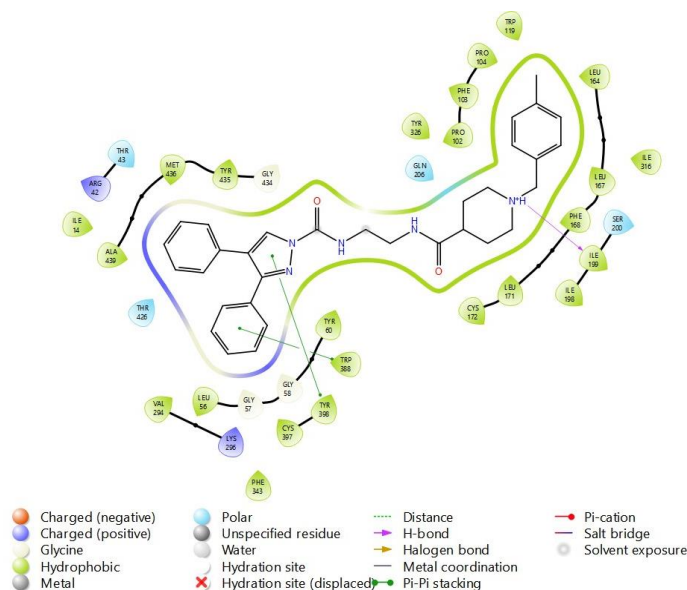 TRP
119
PRO
104
LEU
164
PHE
103
TYR
326
PRO
102
THR
43
ILE
316
MET
436
TYR
435
GLY
434
GLN
206
ARG
42
LEU
167
N+H
PHE
168
SER
200
ILE
14
O
H
N
ILE
199
ALA
439
N
N
H
O
LEU
171
ILE
198
N
CYS
172
THR
426
TYR
60
TRP
388
GLY
58
LEU
56
GLY
57
TYR
398
VAL
294
CYS
397
LYS
296
PHE
343
Charged (negative)
Charged (positive)
Glycine
Hydrophobic
Metal
Polar
Unspecified residue
Water
Hydration site
Hydration site (displaced)
Distance
H-bond
Halogen bond
Metal coordination
Pi-Pi stacking
Pi-cation
Salt bridge
Solvent exposure